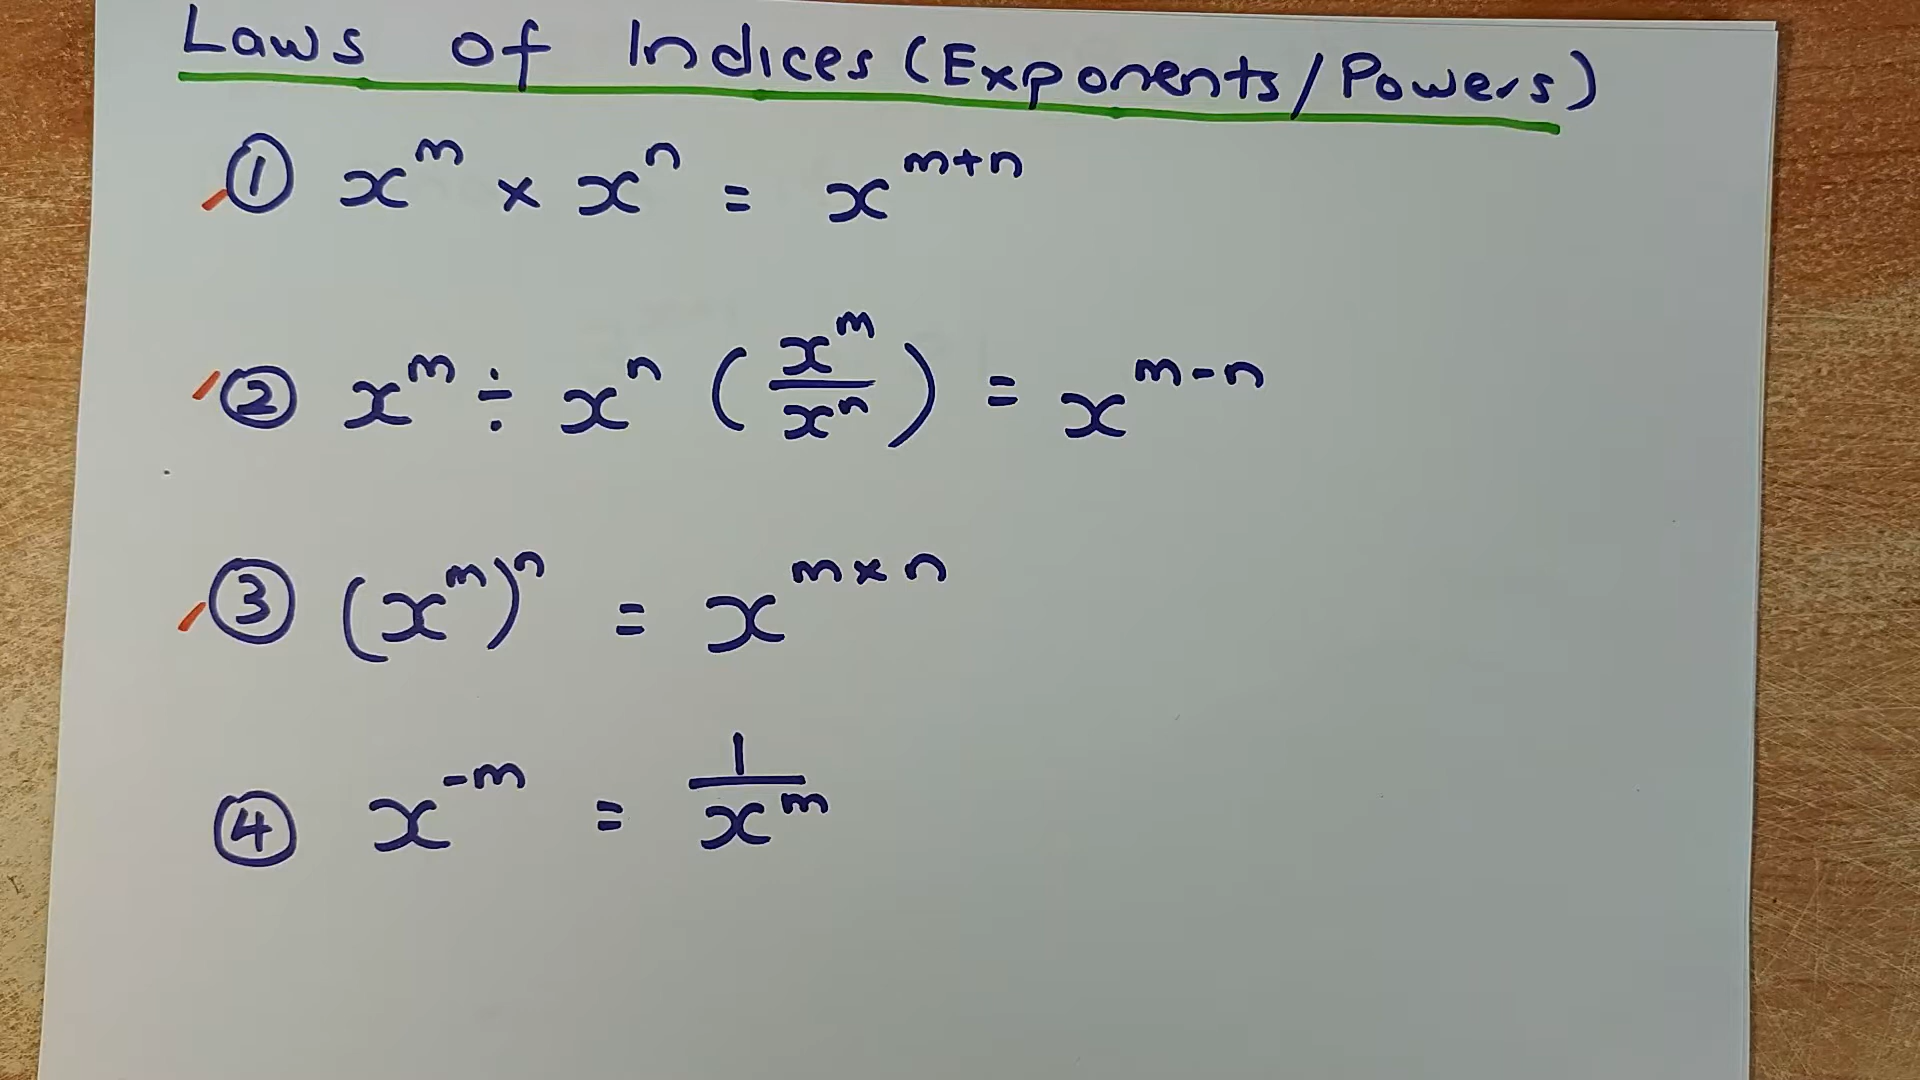 Laws of Indices (Exponents/Powers)
① x^m × x^n = x^(m+n)
② x^m ÷ x^n (x^m/x^n) = x^(m-n)
③ (x^m)^n = x^(m×n)
④ x^(-m) = 1/x^m